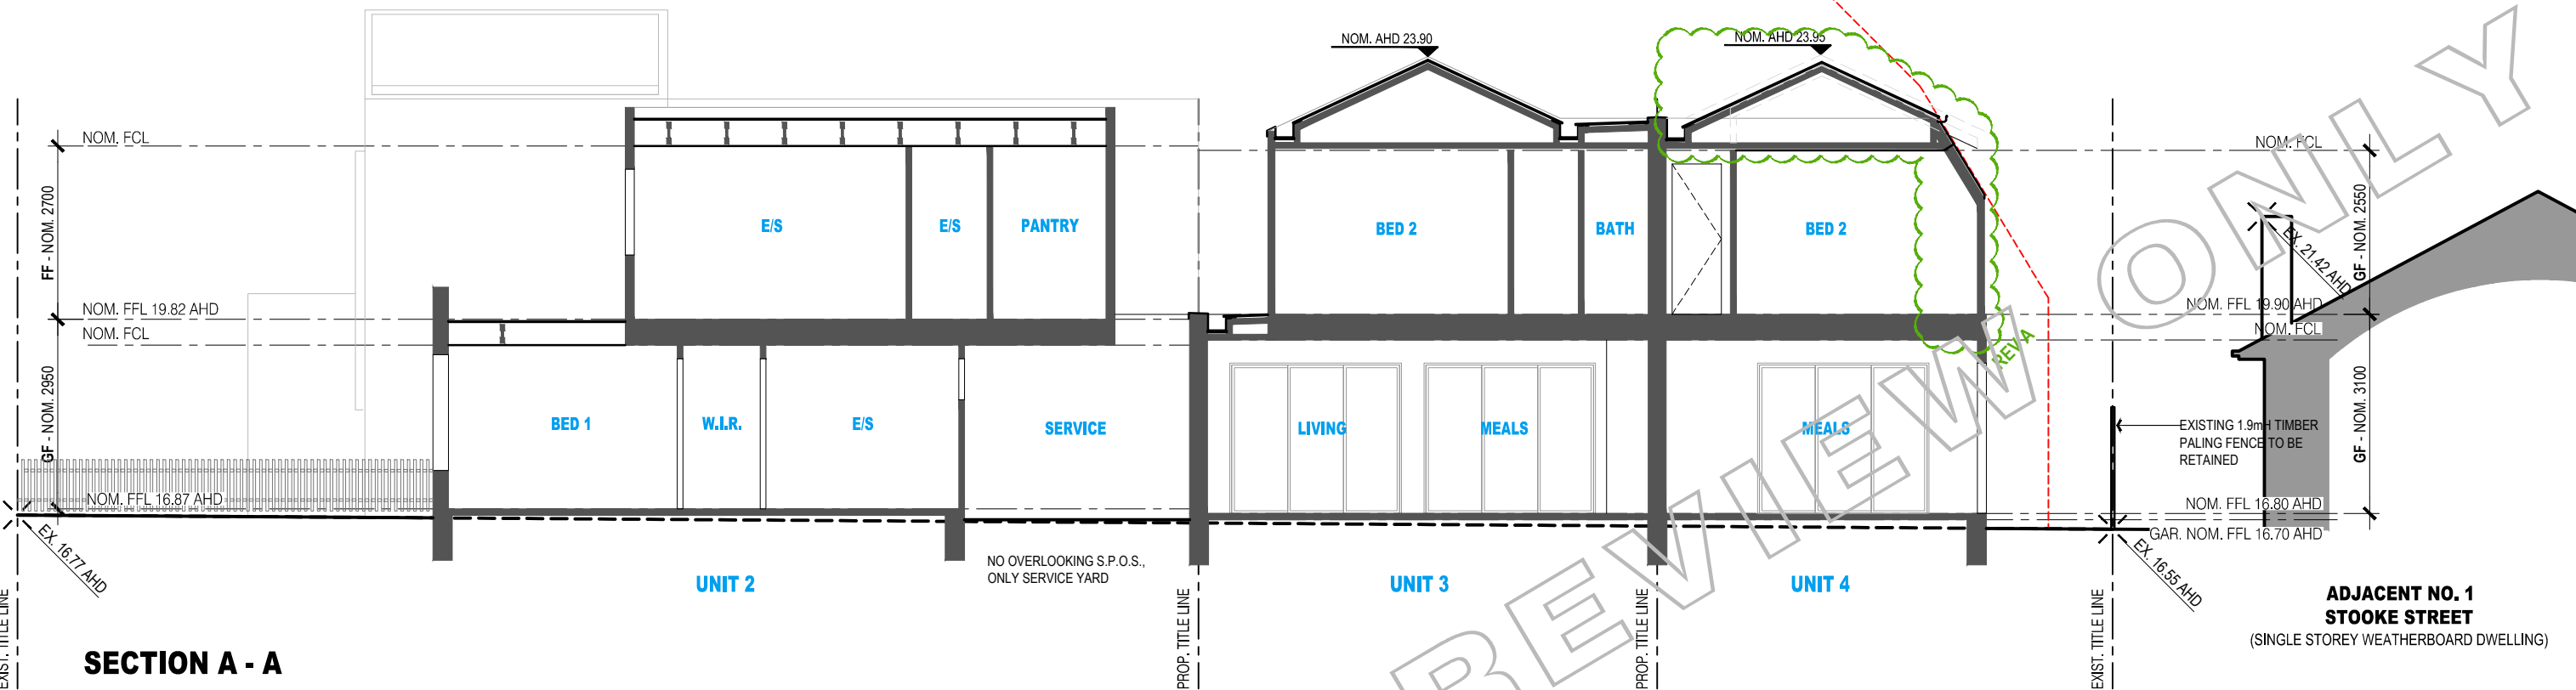 NOM. AHD 23.90
NOM. AHD 23.95
NOM. FCL
FF - NOM. 2700
NOM. FFL 19.82 AHD
NOM. FCL
GF - NOM. 2950
NOM. FFL 16.87 AHD
EX. 16.77 AHD
EXIST. TITLE LINE
E/S
E/S
PANTRY
BED 2
BATH
BED 2
BED 1
W.I.R.
E/S
SERVICE
LIVING
MEALS
MEALS
REV A
NOM. FCL
GF - NOM. 2550
EX. 21.42 AHD
NOM. FFL 19.90 AHD
NOM. FCL
GF - NOM. 3100
EXISTING 1.9mH TIMBER
PALING FENCE TO BE
RETAINED
NOM. FFL 16.80 AHD
GAR. NOM. FFL 16.70 AHD
EX. 16.55 AHD
NO OVERLOOKING S.P.O.S.,
ONLY SERVICE YARD
UNIT 2
PROP. TITLE LINE
UNIT 3
PROP. TITLE LINE
UNIT 4
EXIST. TITLE LINE
ADJACENT NO. 1
STOOKE STREET
(SINGLE STOREY WEATHERBOARD DWELLING)
SECTION A - A
REVIEW ONLY